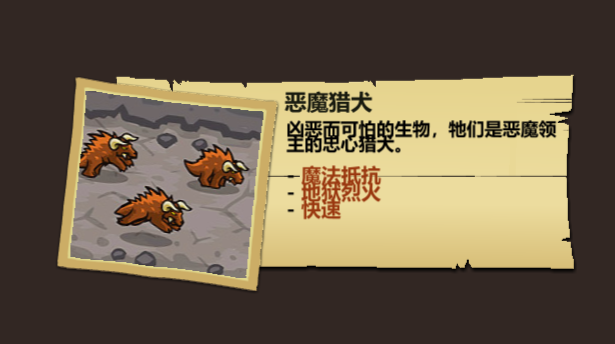 恶魔猎犬
凶恶而可怕的生物，牠们是恶魔领
主的忠心猎犬。
- 魔法抵抗
- 地狱烈火
- 快速